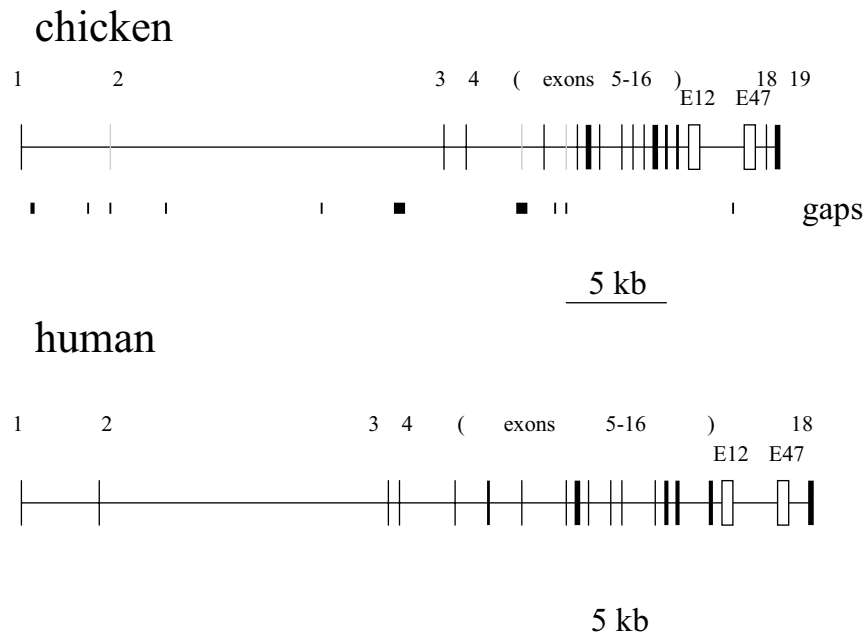 chicken
1 2 3 4 ( exons 5-16 ) 18 19
E12 E47
gaps
5 kb
human
1 2 3 4 ( exons 5-16 ) 18
E12 E47
5 kb